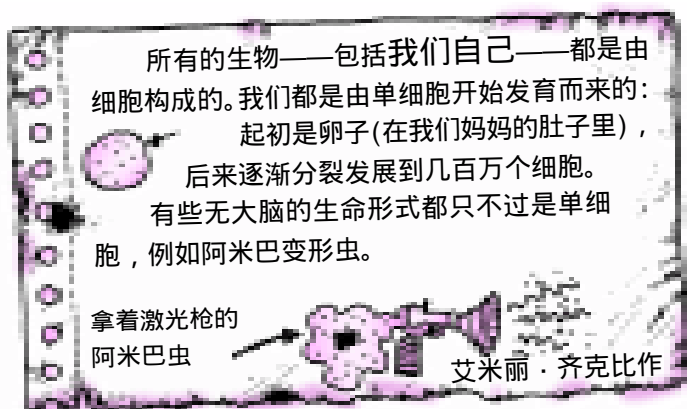 所有的生物——包括我们自己——都是由
细胞构成的。我们都是由单细胞开始发育而来的：
起初是卵子(在我们妈妈的肚子里)，
后来逐渐分裂发展到几百万个细胞。
有些无大脑的生命形式都只不过是单细
胞，例如阿米巴变形虫。
拿着激光枪的
阿米巴虫
艾米丽·齐克比作